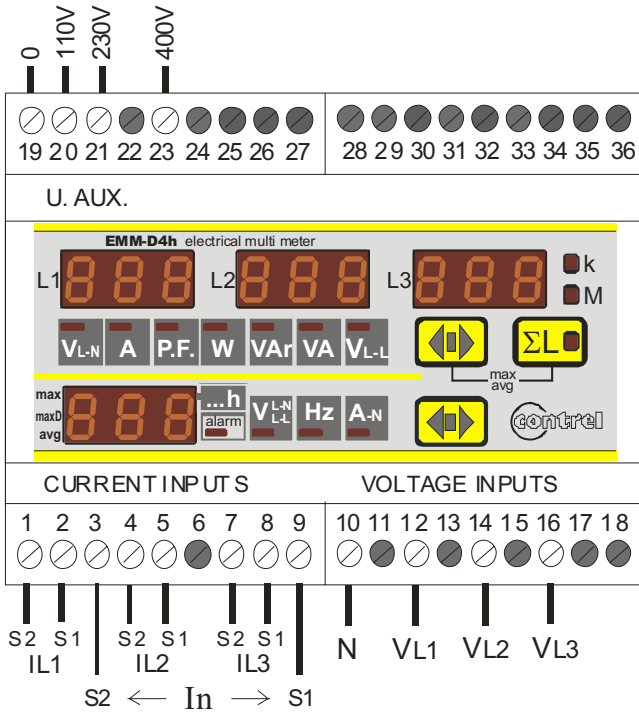 0 110V 230V 400V
19 20 21 22 23 24 25 26 27 28 29 30 31 32 33 34 35 36
U. AUX.
EMM-D4h electrical multi meter
L1 888 L2 888 L3 888 k
M
VL-N A P.F. W VAr VA VL-L ΣL
max
avg
max
maxD
avg
888 ...h
alarm
V L-N
L-L
Hz A-N contrel
CURRENT INPUTS VOLTAGE INPUTS
1 2 3 4 5 6 7 8 9 10 11 12 13 14 15 16 17 18
S2 S1 S2 S1 S2 S1 N VL1 VL2 VL3
IL1 IL2 IL3
S2 ← In → S1